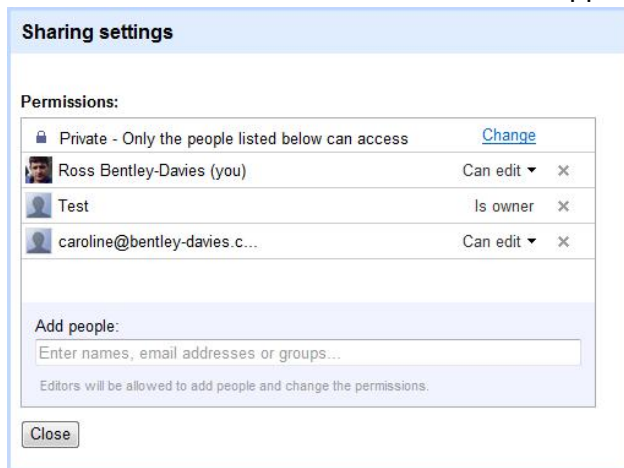 Sharing settings
Permissions:
Private - Only the people listed below can access Change
Ross Bentley-Davies (you) Can edit
Test Is owner
caroline@bentley-davies.c... Can edit
Add people:
Enter names, email addresses or groups...
Editors will be allowed to add people and change the permissions.
Close